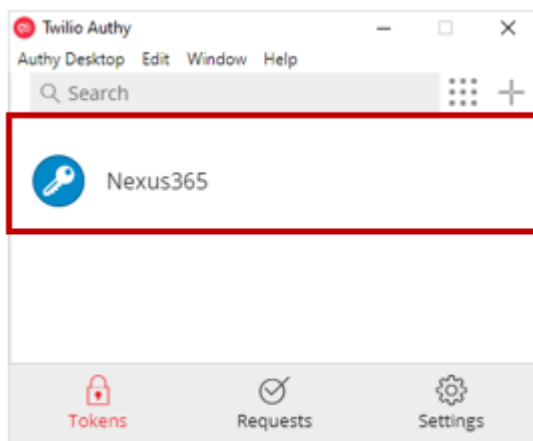 Twilio Authy
Authy Desktop Edit Window Help
Search
Nexus365
Tokens Requests Settings